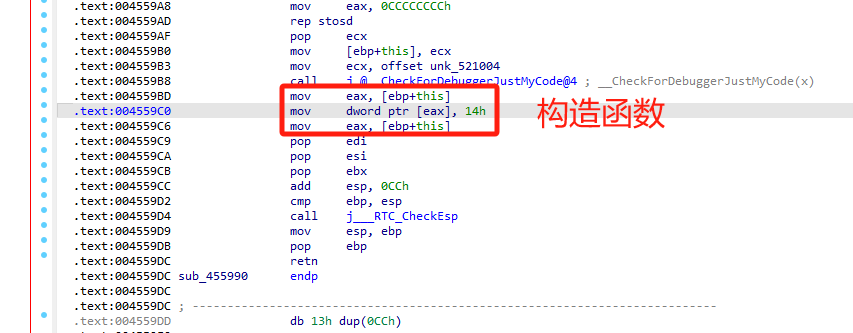 .text:004559A8 mov eax, 0CCCCCCCCh
.text:004559AD rep stosd
.text:004559AF pop ecx
.text:004559B0 mov [ebp+this], ecx
.text:004559B3 mov ecx, offset unk_521004
.text:004559B8 call j_@__CheckForDebuggerJustMyCode@4 ; __CheckForDebuggerJustMyCode(x)
.text:004559BD mov eax, [ebp+this]
.text:004559C0 mov dword ptr [eax], 14h
.text:004559C6 mov eax, [ebp+this]
构造函数
.text:004559C9 pop edi
.text:004559CA pop esi
.text:004559CB pop ebx
.text:004559CC add esp, 0CCh
.text:004559D2 cmp ebp, esp
.text:004559D4 call j___RTC_CheckEsp
.text:004559D9 mov esp, ebp
.text:004559DB pop ebp
.text:004559DC retn
.text:004559DC sub_455990 endp
.text:004559DC
.text:004559DC ; ---------------------------------------------------------------------------
.text:004559DD db 13h dup(0CCh)